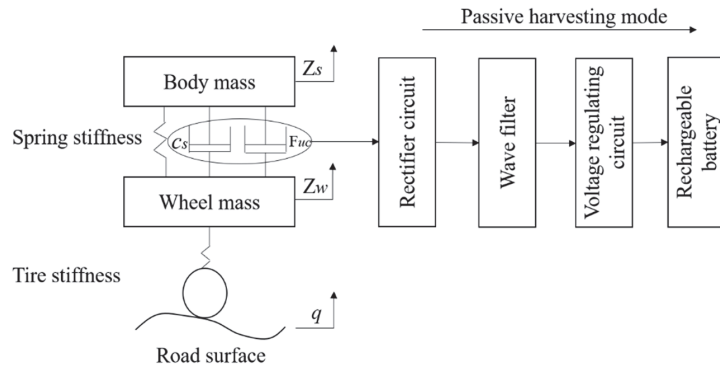 Passive harvesting mode
Body mass
Zs
Spring stiffness
Cs
Fuc
Wheel mass
Zw
Tire stiffness
q
Road surface
Rectifier circuit
Wave filter
Voltage regulating
circuit
Rechargeable
battery